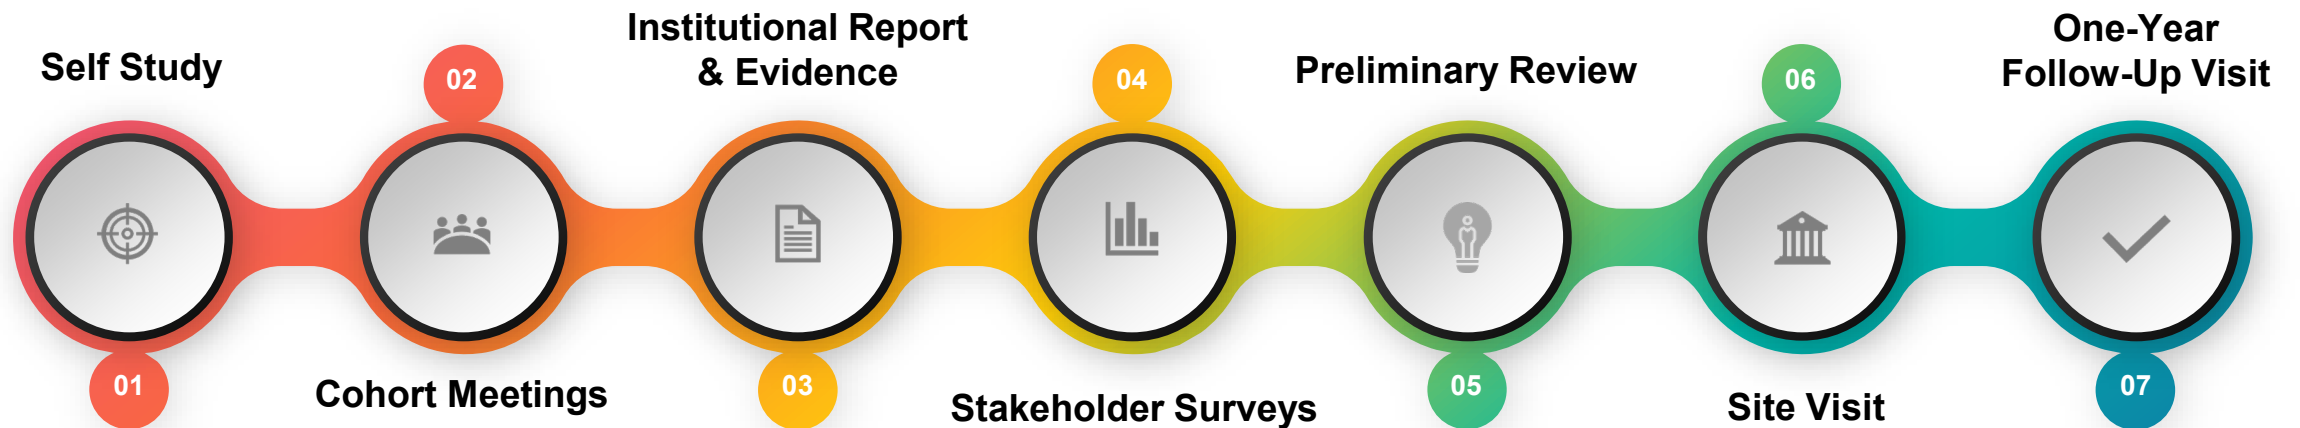 Self Study
01
02
Cohort Meetings
Institutional Report
& Evidence
03
04
Stakeholder Surveys
Preliminary Review
05
06
Site Visit
One-Year
Follow-Up Visit
07